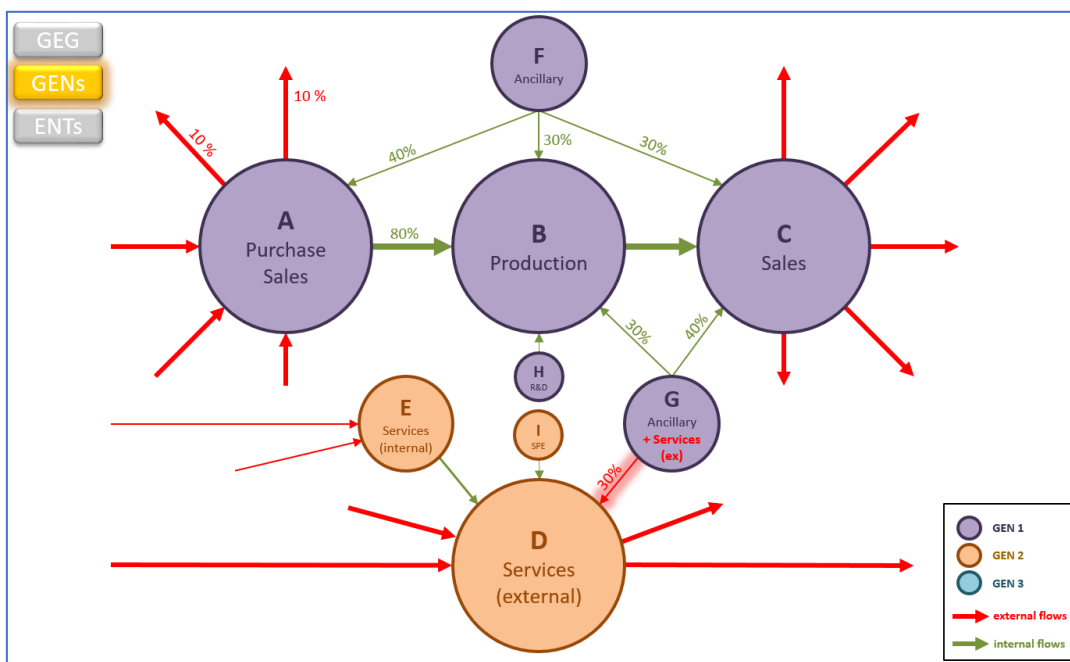 GEG
GENs
ENTs
F
Ancillary
10 %
10 %
40%
30%
30%
A
Purchase
Sales
80%
B
Production
C
Sales
30%
40%
H
R&D
G
Ancillary
+ Services
(ex)
E
Services
(internal)
I
SPE
30%
D
Services
(external)
GEN 1
GEN 2
GEN 3
external flows
internal flows